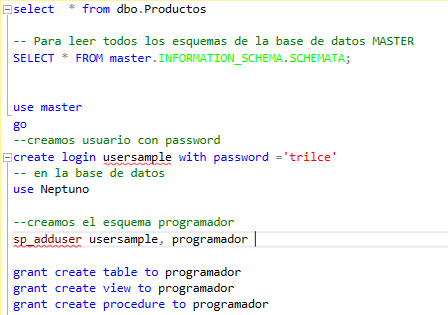 select  * from dbo.Productos
-- Para leer todos los esquemas de la base de datos MASTER
SELECT * FROM master.INFORMATION_SCHEMA.SCHEMATA;
use master
go
--creamos usuario con password
create login usersample with password ='trilce'
-- en la base de datos
use Neptuno
--creamos el esquema programador
sp_adduser usersample, programador
grant create table to programador
grant create view to programador
grant create procedure to programador